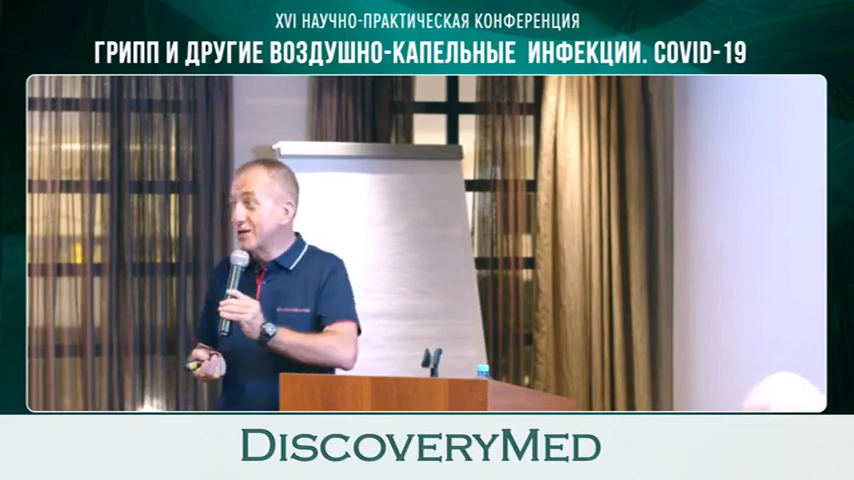 XVI НАУЧНО-ПРАКТИЧЕСКАЯ КОНФЕРЕНЦИЯ
ГРИПП И ДРУГИЕ ВОЗДУШНО-КАПЕЛЬНЫЕ ИНФЕКЦИИ. COVID-19
DISCOVERYMED